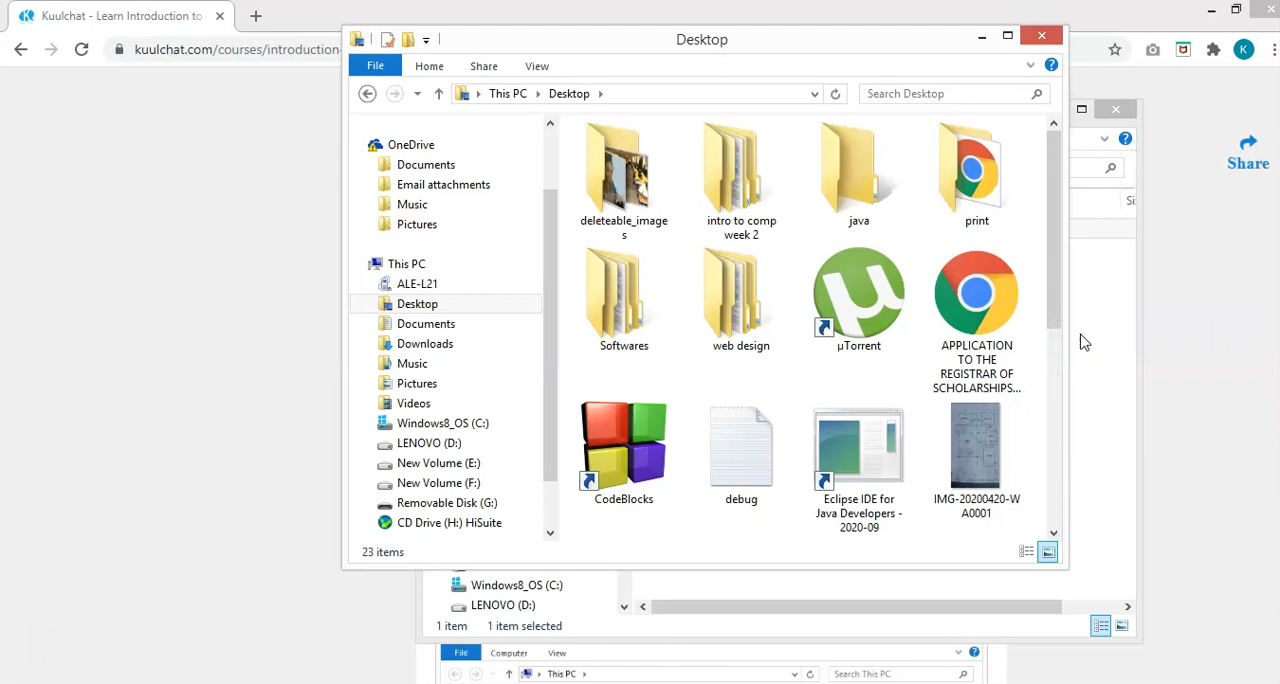 Kuulchat - Learn Introduction to
kuulchat.com/courses/introduction-
K
Share
Desktop
File Home Share View
This PC Desktop
Search Desktop
OneDrive
Documents
Email attachments
Music
Pictures
This PC
ALE-L21
Desktop
Documents
Downloads
Music
Pictures
Videos
Windows8_OS (C:)
LENOVO (D:)
New Volume (E:)
New Volume (F:)
Removable Disk (G:)
CD Drive (H:) HiSuite
deleteable_image
s
intro to comp
week 2
java
print
Softwares
web design
µTorrent
APPLICATION
TO THE
REGISTRAR OF
SCHOLARSHIPS...
CodeBlocks
debug
Eclipse IDE for
Java Developers -
2020-09
IMG-20200420-W
A0001
23 items
Si
Windows8_OS (C:)
LENOVO (D:)
1 item 1 item selected
File Computer View
This PC
Search This PC